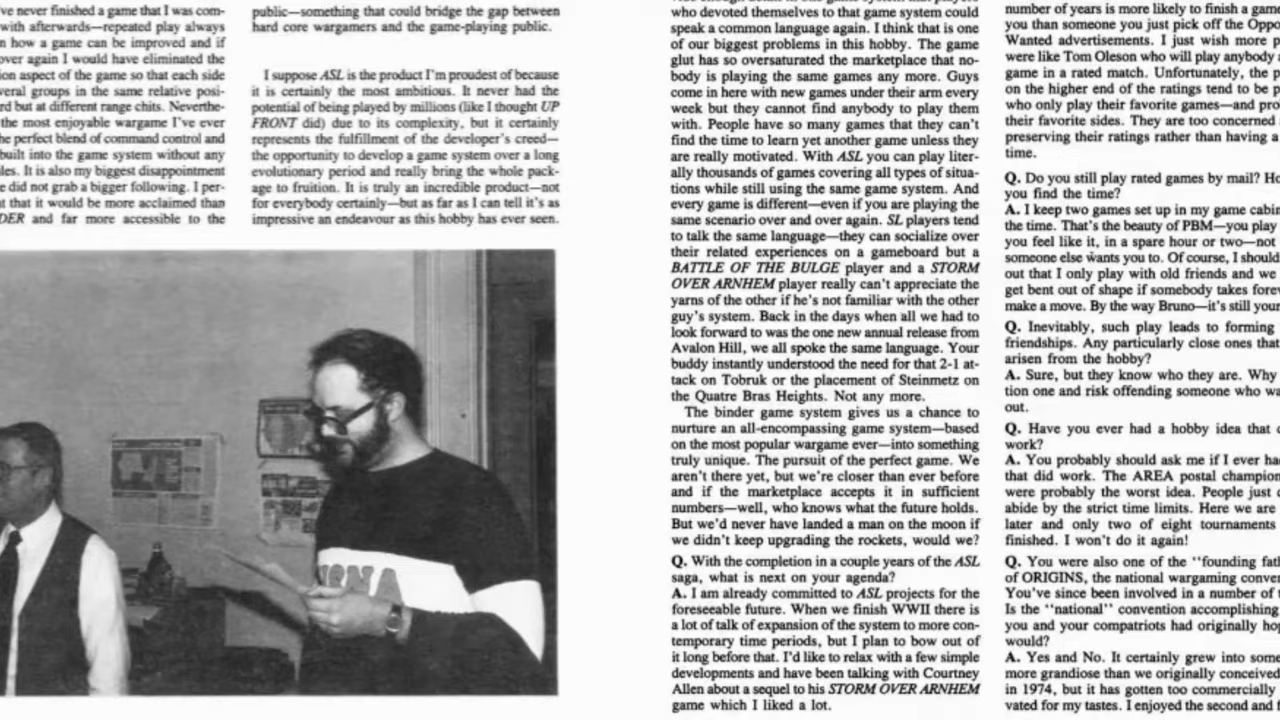 've never finished a game that I was com-
with afterwards—repeated play always
n how a game can be improved and if
over again I would have eliminated the
ion aspect of the game so that each side
veral groups in the same relative posi-
rd but at different range chits. Neverthe-
the most enjoyable wargame I've ever
he perfect blend of command control and
built into the game system without any
les. It is also my biggest disappointment
e did not grab a bigger following. I per-
t that it would be more acclaimed than
DER and far more accessible to the
public—something that could bridge the gap between
hard core wargamers and the game-playing public.
I suppose ASL is the product I'm proudest of because
it is certainly the most ambitious. It never had the
potential of being played by millions (like I thought UP
FRONT did) due to its complexity, but it certainly
represents the fulfillment of the developer's creed—
the opportunity to develop a game system over a long
evolutionary period and really bring the whole pack-
age to fruition. It is truly an incredible product—not
for everybody certainly—but as far as I can tell it's as
impressive an endeavour as this hobby has ever seen.
who devoted themselves to that game system could
speak a common language again. I think that is one
of our biggest problems in this hobby. The game
glut has so oversaturated the marketplace that no-
body is playing the same games any more. Guys
come in here with new games under their arm every
week but they cannot find anybody to play them
with. People have so many games that they can't
find the time to learn yet another game unless they
are really motivated. With ASL you can play liter-
ally thousands of games covering all types of situa-
tions while still using the same game system. And
every game is different—even if you are playing the
same scenario over and over again. SL players tend
to talk the same language—they can socialize over
their related experiences on a gameboard but a
BATTLE OF THE BULGE player and a STORM
OVER ARNHEM player really can't appreciate the
yarns of the other if he's not familiar with the other
guy's system. Back in the days when all we had to
look forward to was the one new annual release from
Avalon Hill, we all spoke the same language. Your
buddy instantly understood the need for that 2-1 at-
tack on Tobruk or the placement of Steinmetz on
the Quatre Bras Heights. Not any more.
The binder game system gives us a chance to
nurture an all-encompassing game system—based
on the most popular wargame ever—into something
truly unique. The pursuit of the perfect game. We
aren't there yet, but we're closer than ever before
and if the marketplace accepts it in sufficient
numbers—well, who knows what the future holds.
But we'd never have landed a man on the moon if
we didn't keep upgrading the rockets, would we?
Q. With the completion in a couple years of the ASL
saga, what is next on your agenda?
A. I am already committed to ASL projects for the
foreseeable future. When we finish WWII there is
a lot of talk of expansion of the system to more con-
temporary time periods, but I plan to bow out of
it long before that. I'd like to relax with a few simple
developments and have been talking with Courtney
Allen about a sequel to his STORM OVER ARNHEM
game which I liked a lot.
number of years is more likely to finish a game
you than someone you just pick off the Oppo
Wanted advertisements. I just wish more p
were like Tom Oleson who will play anybody a
game in a rated match. Unfortunately, the p
on the higher end of the ratings tend to be p
who only play their favorite games—and pro
their favorite sides. They are too concerned
preserving their ratings rather than having a
time.
Q. Do you still play rated games by mail? Ho
you find the time?
A. I keep two games set up in my game cabin
the time. That's the beauty of PBM—you play
you feel like it, in a spare hour or two—not
someone else wants you to. Of course, I should
out that I only play with old friends and we
get bent out of shape if somebody takes forev
make a move. By the way Bruno—it's still your
Q. Inevitably, such play leads to forming
friendships. Any particularly close ones that
arisen from the hobby?
A. Sure, but they know who they are. Why
tion one and risk offending someone who wa
out.
Q. Have you ever had a hobby idea that d
work?
A. You probably should ask me if I ever ha
that did work. The AREA postal champion
were probably the worst idea. People just
abide by the strict time limits. Here we are
later and only two of eight tournaments
finished. I won't do it again!
Q. You were also one of the "founding fath
of ORIGINS, the national wargaming conven
You've since been involved in a number of t
Is the "national" convention accomplishing
you and your compatriots had originally hop
would?
A. Yes and No. It certainly grew into some
more grandiose than we originally conceived
in 1974, but it has gotten too commercially
vated for my tastes. I enjoyed the second and f